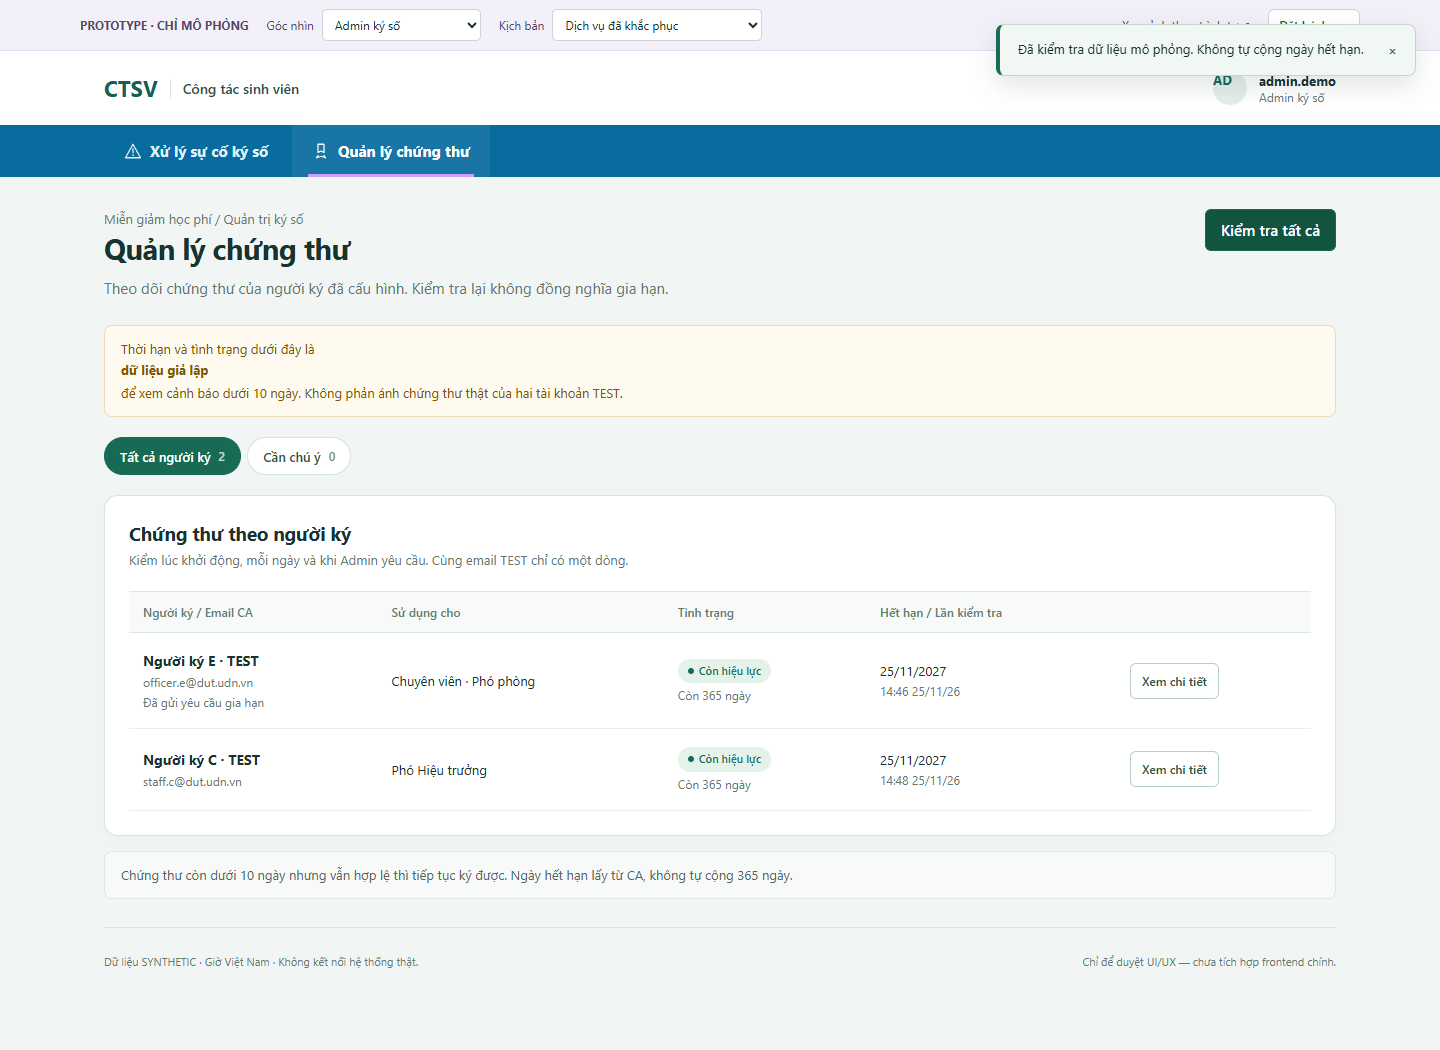 PROTOTYPE · CHỈ MÔ PHỎNG
Góc nhìn
Admin ký số
Kịch bản
Dịch vụ đã khắc phục
Đã kiểm tra dữ liệu mô phỏng. Không tự cộng ngày hết hạn.
×
CTSV
Công tác sinh viên
AD
admin.demo
Admin ký số
Xử lý sự cố ký số
Quản lý chứng thư
Miễn giảm học phí / Quản trị ký số
Quản lý chứng thư
Theo dõi chứng thư của người ký đã cấu hình. Kiểm tra lại không đồng nghĩa gia hạn.
Kiểm tra tất cả
Thời hạn và tình trạng dưới đây là
dữ liệu giả lập
để xem cảnh báo dưới 10 ngày. Không phản ánh chứng thư thật của hai tài khoản TEST.
Tất cả người ký 2
Cần chú ý 0
Chứng thư theo người ký
Kiểm lúc khởi động, mỗi ngày và khi Admin yêu cầu. Cùng email TEST chỉ có một dòng.
Người ký / Email CA
Sử dụng cho
Tình trạng
Hết hạn / Lần kiểm tra
Người ký E · TEST
officer.e@dut.udn.vn
Đã gửi yêu cầu gia hạn
Chuyên viên · Phó phòng
Còn hiệu lực
Còn 365 ngày
25/11/2027
14:46 25/11/26
Xem chi tiết
Người ký C · TEST
staff.c@dut.udn.vn
Phó Hiệu trưởng
Còn hiệu lực
Còn 365 ngày
25/11/2027
14:48 25/11/26
Xem chi tiết
Chứng thư còn dưới 10 ngày nhưng vẫn hợp lệ thì tiếp tục ký được. Ngày hết hạn lấy từ CA, không tự cộng 365 ngày.
Dữ liệu SYNTHETIC · Giờ Việt Nam · Không kết nối hệ thống thật.
Chỉ để duyệt UI/UX — chưa tích hợp frontend chính.